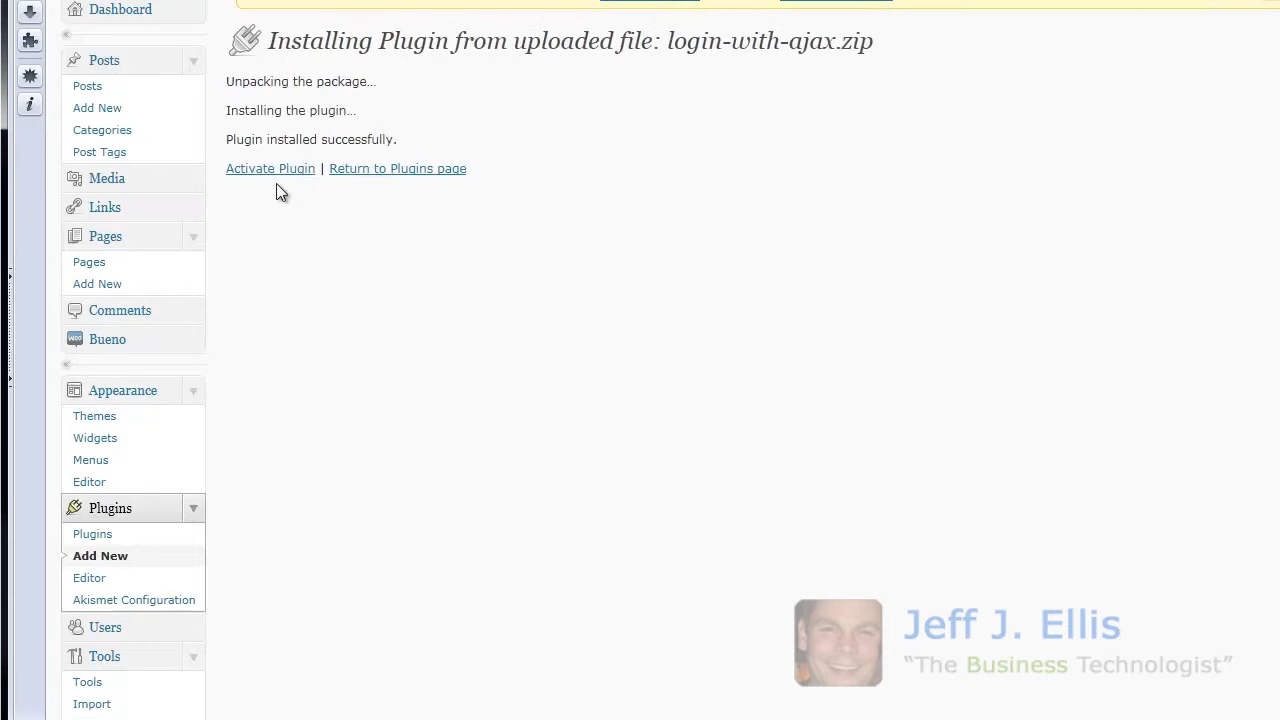 Dashboard
Posts
Posts
Add New
Categories
Post Tags
Media
Links
Pages
Pages
Add New
Comments
Bueno
Appearance
Themes
Widgets
Menus
Editor
Plugins
Plugins
Add New
Editor
Akismet Configuration
Users
Tools
Tools
Import
Installing Plugin from uploaded file: login-with-ajax.zip
Unpacking the package…
Installing the plugin…
Plugin installed successfully.
Activate Plugin | Return to Plugins page
Jeff J. Ellis
“The Business Technologist”